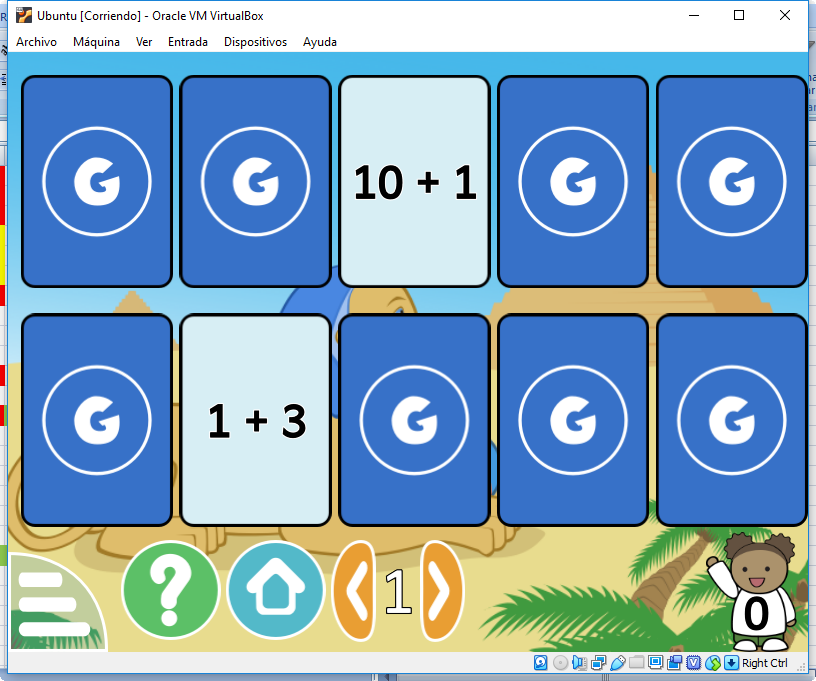 Ubuntu [Corriendo] - Oracle VM VirtualBox
Archivo Máquina Ver Entrada Dispositivos Ayuda
G G 10 + 1 G G
G 1 + 3 G G G
? 1 0
Right Ctrl